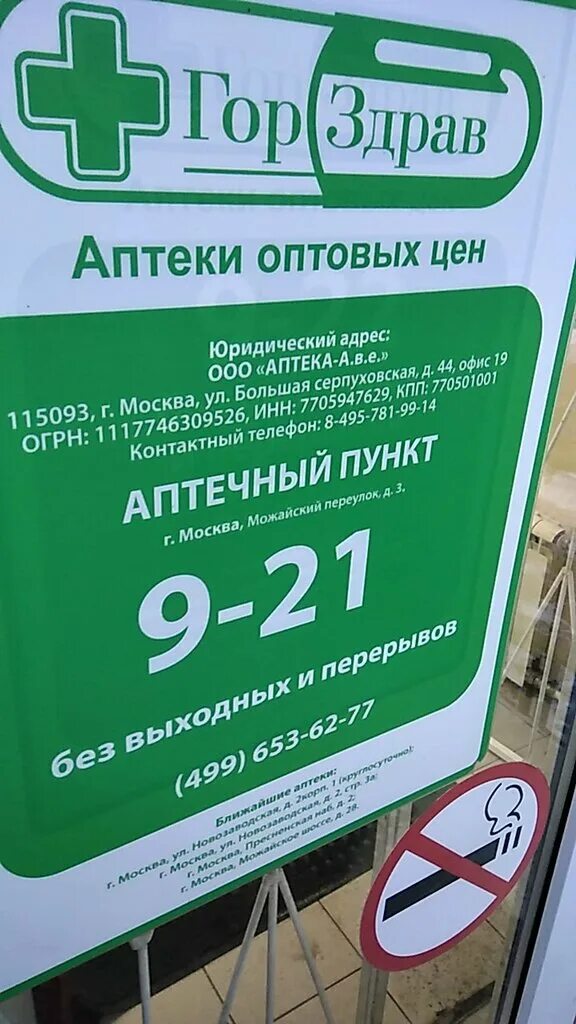 Гор Здрав
Аптеки оптовых цен
Юридический адрес:
ООО «АПТЕКА-А.в.е.»
115093, г. Москва, ул. Большая серпуховская, д. 44, офис 19
ОГРН: 1117746309526, ИНН: 7705947629, КПП: 770501001
Контактный телефон: 8-495-781-99-14
АПТЕЧНЫЙ ПУНКТ
г. Москва, Можайский переулок, д. 3.
9-21
без выходных и перерывов
(499) 653-62-77
Ближайшие аптеки:
г. Москва, ул. Новозаводская, д. 2корп. 1 (круглосуточно);
г. Москва, ул. Новозаводская, д. 2, стр. 3а;
г. Москва, Пресненская наб, д. 2;
г. Москва, Можайское шоссе, д. 28.